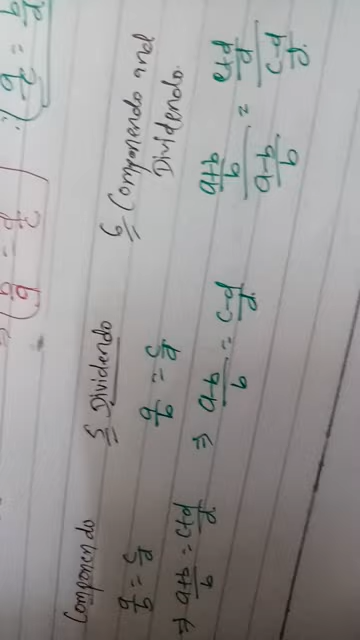 Componendo
a/b = c/d
⇒ a+b/b = c+d/d
5 Dividendo
a/b = c/d
⇒ a-b/b = c-d/d
6 Componendo and
Dividendo.
a+b/b / a-b/b = c+d/d / c-d/d